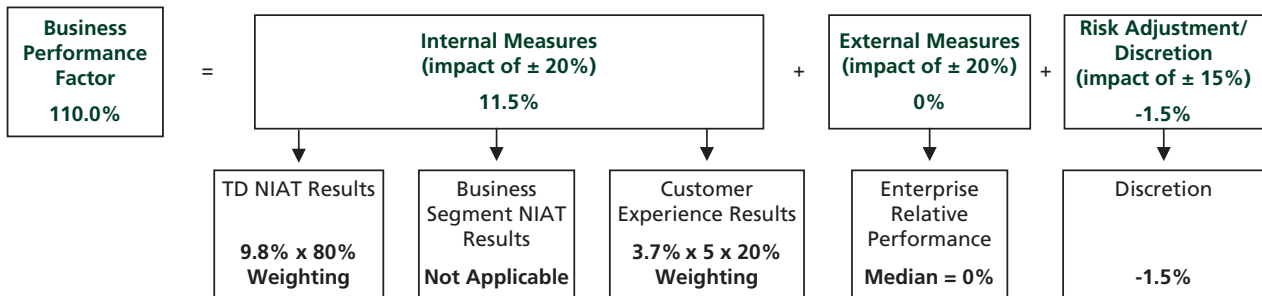 Business
Performance
Factor
110.0%
=
Internal Measures
(impact of ± 20%)
11.5%
+
External Measures
(impact of ± 20%)
0%
+
Risk Adjustment/
Discretion
(impact of ± 15%)
-1.5%
TD NIAT Results
9.8% x 80%
Weighting
Business
Segment NIAT
Results
Not Applicable
Customer
Experience Results
3.7% x 5 x 20%
Weighting
Enterprise
Relative
Performance
Median = 0%
Discretion
-1.5%